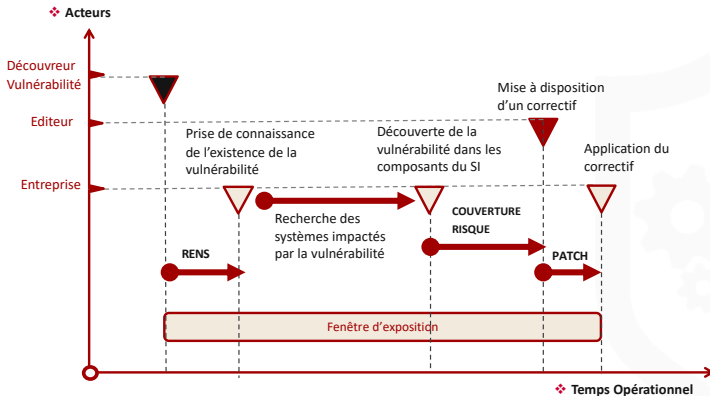 ❖ Acteurs
Découvreur
Vulnérabilité
Mise à disposition
d'un correctif
Editeur
Prise de connaissance
de l'existence de la
vulnérabilité
Découverte de la
vulnérabilité dans les
composants du SI
Application du
correctif
Entreprise
Recherche des
systèmes impactés
par la vulnérabilité
COUVERTURE
RISQUE
RENS
PATCH
Fenêtre d'exposition
❖ Temps Opérationnel